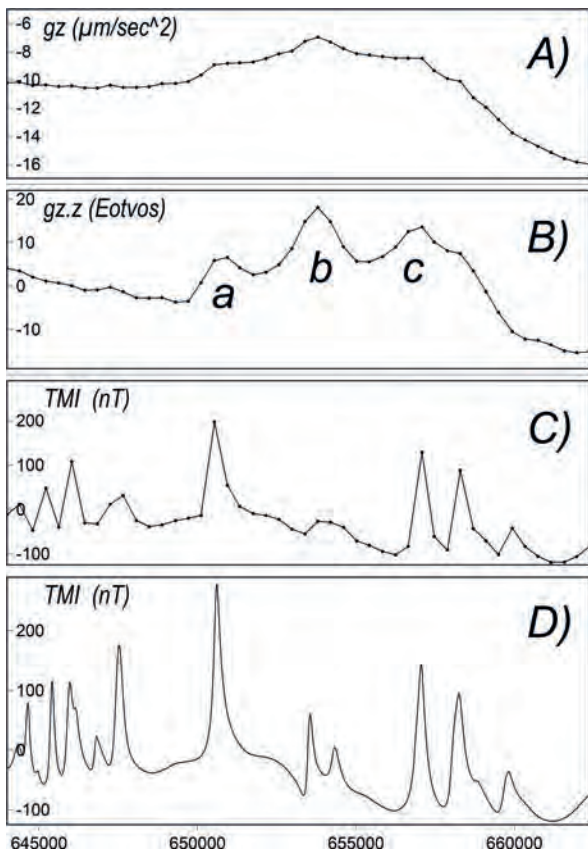 -6
gz (µm/sec^2)
-8
A)
-10
-12
-14
-16
20
gz.z (Eotvos)
10
B)
a
b
c
0
-10
TMI (nT)
200
C)
100
0
-100
TMI (nT)
D)
200
100
0
-100
645000 650000 655000 660000